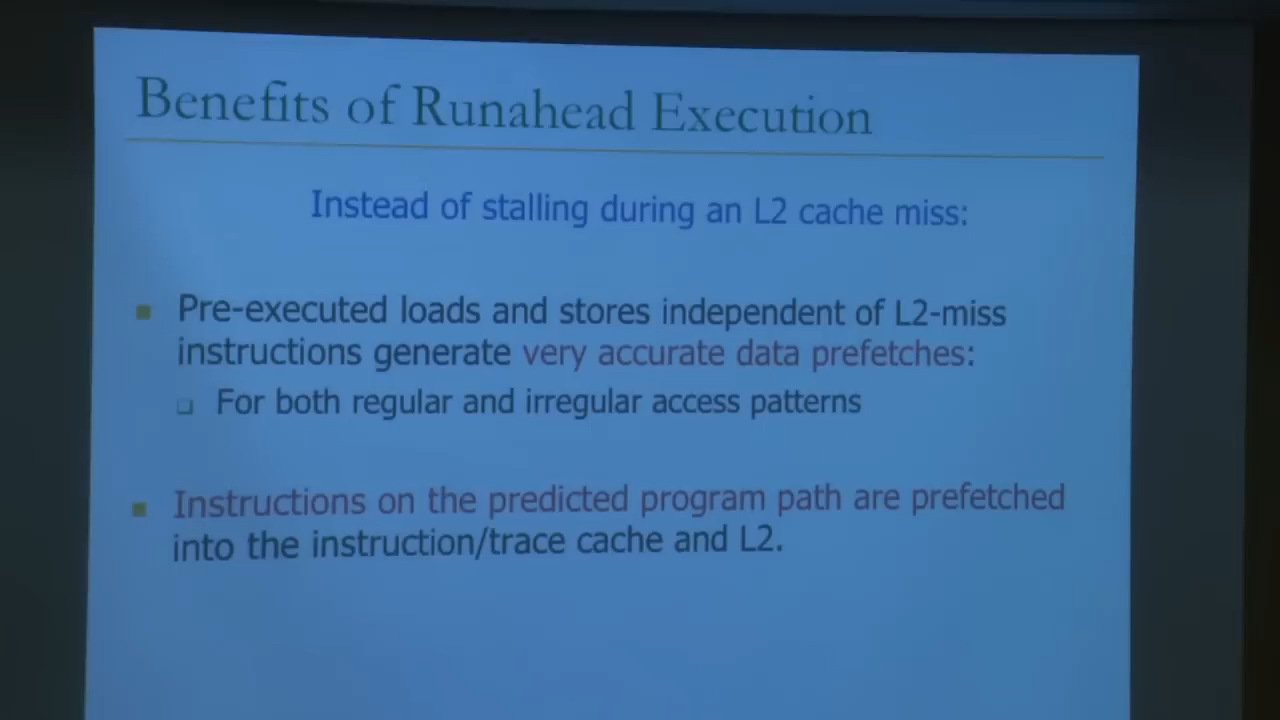 Benefits of Runahead Execution
Instead of stalling during an L2 cache miss:
Pre-executed loads and stores independent of L2-miss
instructions generate very accurate data prefetches:
For both regular and irregular access patterns
Instructions on the predicted program path are prefetched
into the instruction/trace cache and L2.